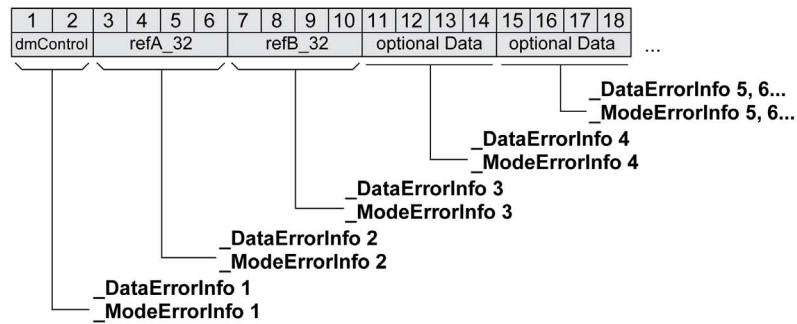 1 2 3 4 5 6 7 8 9 10 11 12 13 14 15 16 17 18
dmControl refA_32 refB_32 optional Data optional Data ...
_DataErrorInfo 5, 6...
_ModeErrorInfo 5, 6...
_DataErrorInfo 4
_ModeErrorInfo 4
_DataErrorInfo 3
_ModeErrorInfo 3
_DataErrorInfo 2
_ModeErrorInfo 2
_DataErrorInfo 1
_ModeErrorInfo 1